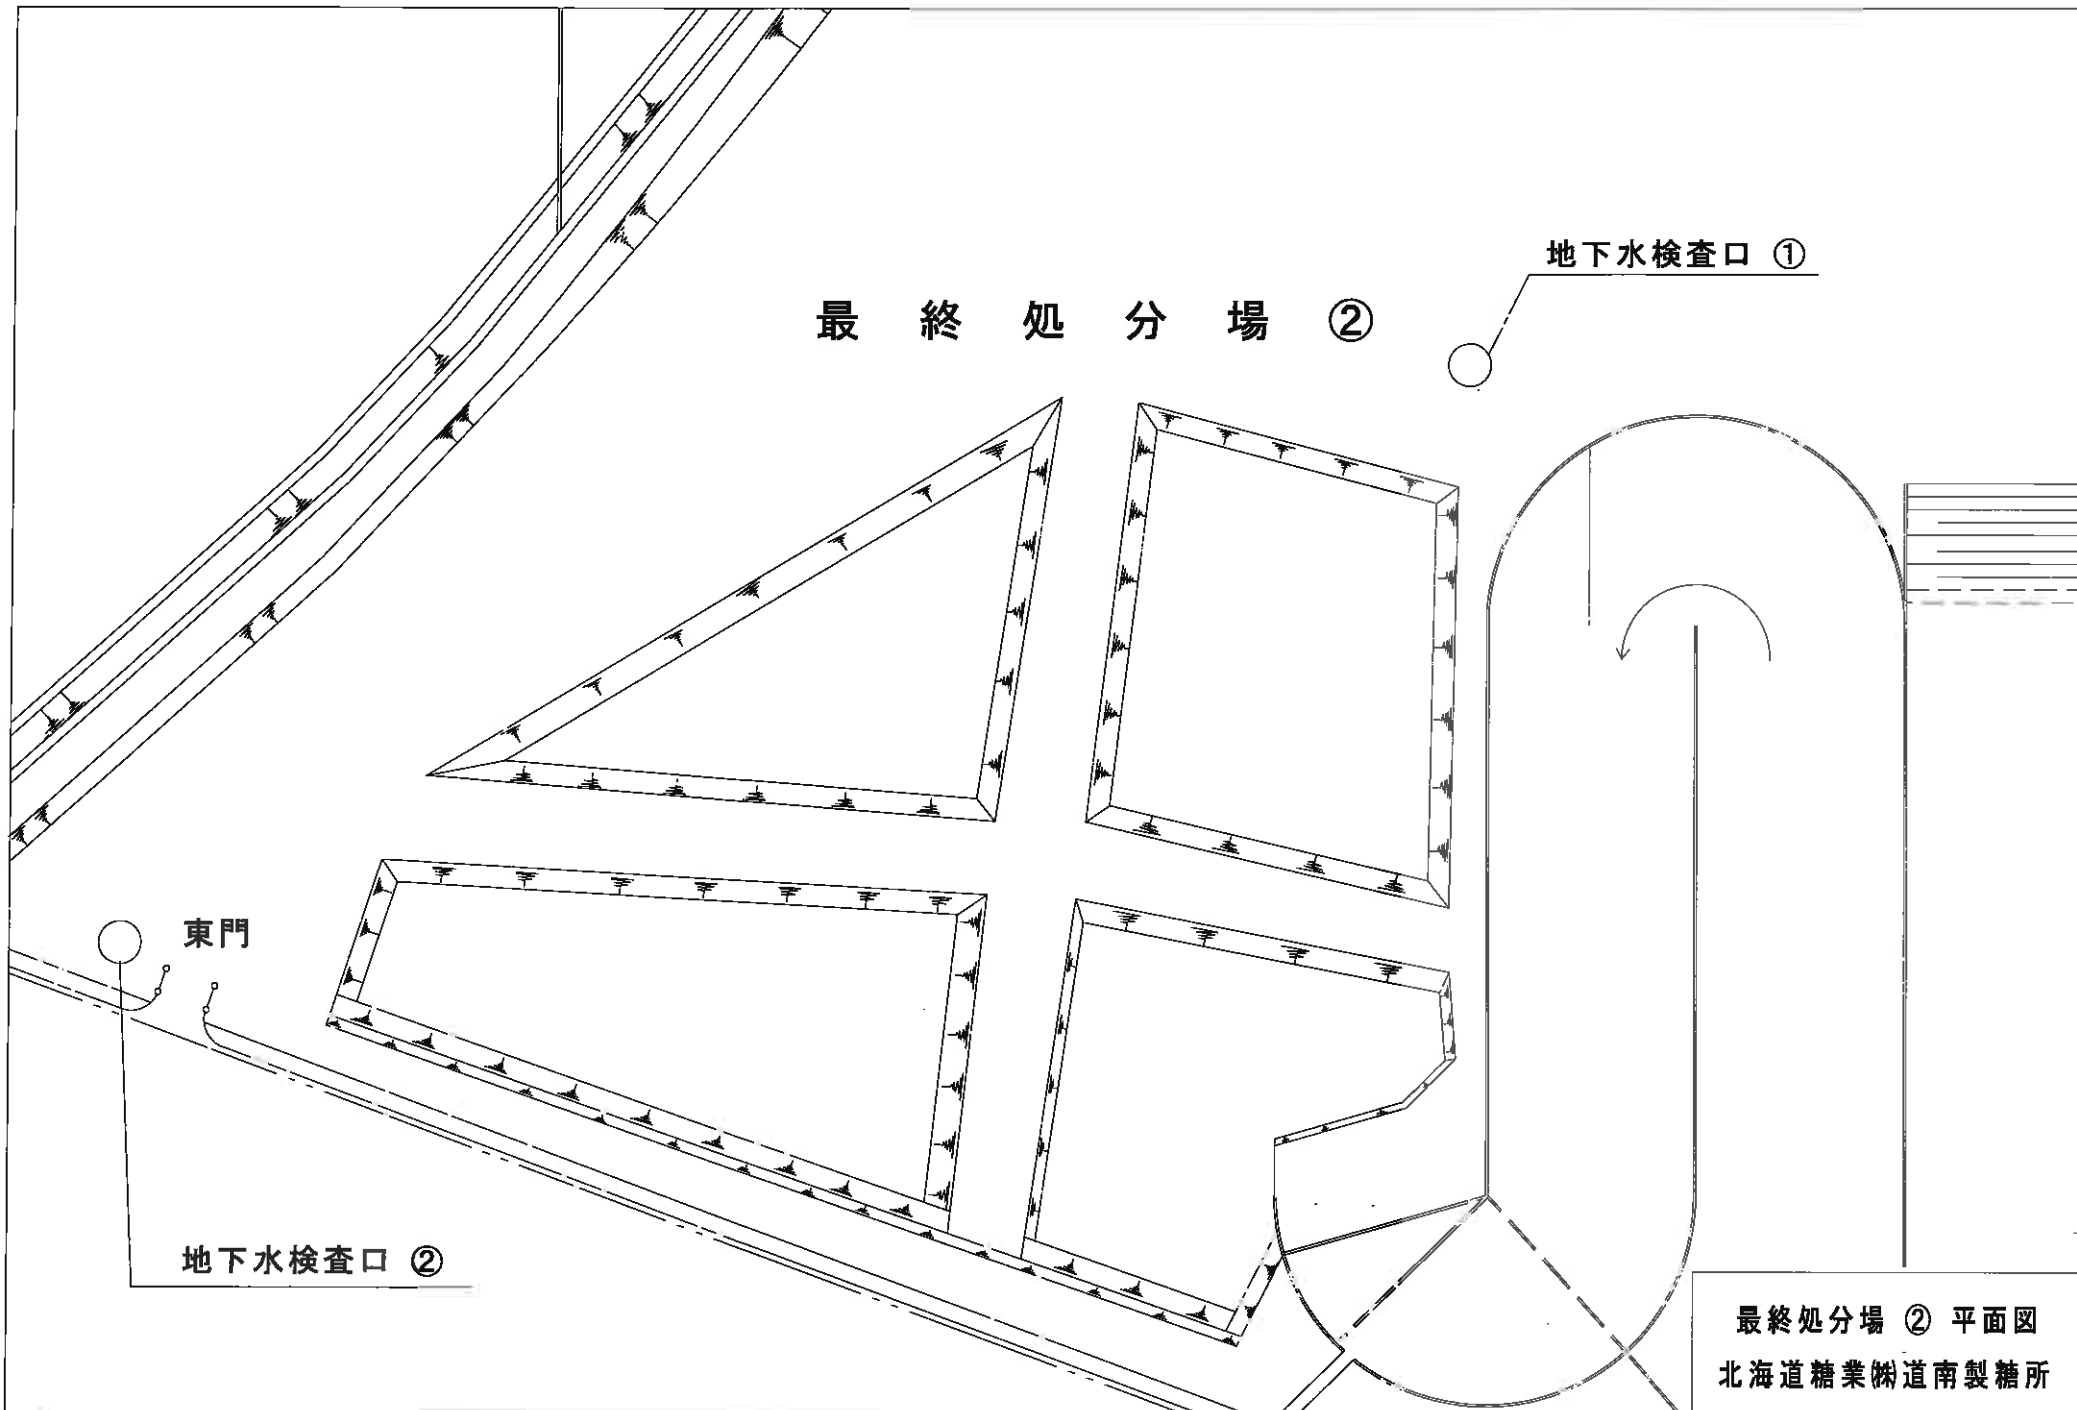 地下水検査口 ①
最終処分場 ②
東門
地下水検査口 ②
最終処分場 ② 平面図
北海道糖業㈱道南製糖所